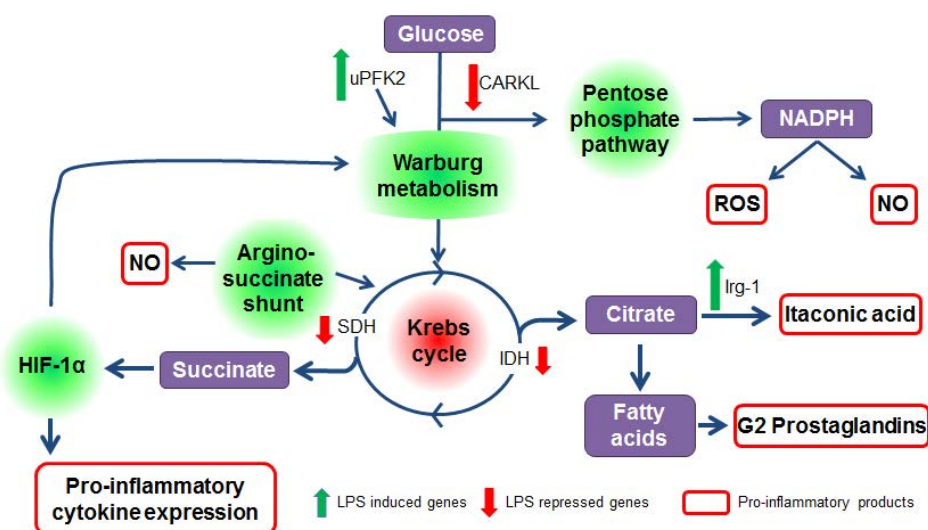 Glucose
uPFK2
CARKL
Pentose
phosphate
pathway
NADPH
Warburg
metabolism
ROS
NO
NO
Argino-
succinate
shunt
SDH
Krebs
cycle
IDH
Citrate
Irg-1
Itaconic acid
HIF-1α
Succinate
Fatty
acids
G2 Prostaglandins
Pro-inflammatory
cytokine expression
LPS induced genes
LPS repressed genes
Pro-inflammatory products